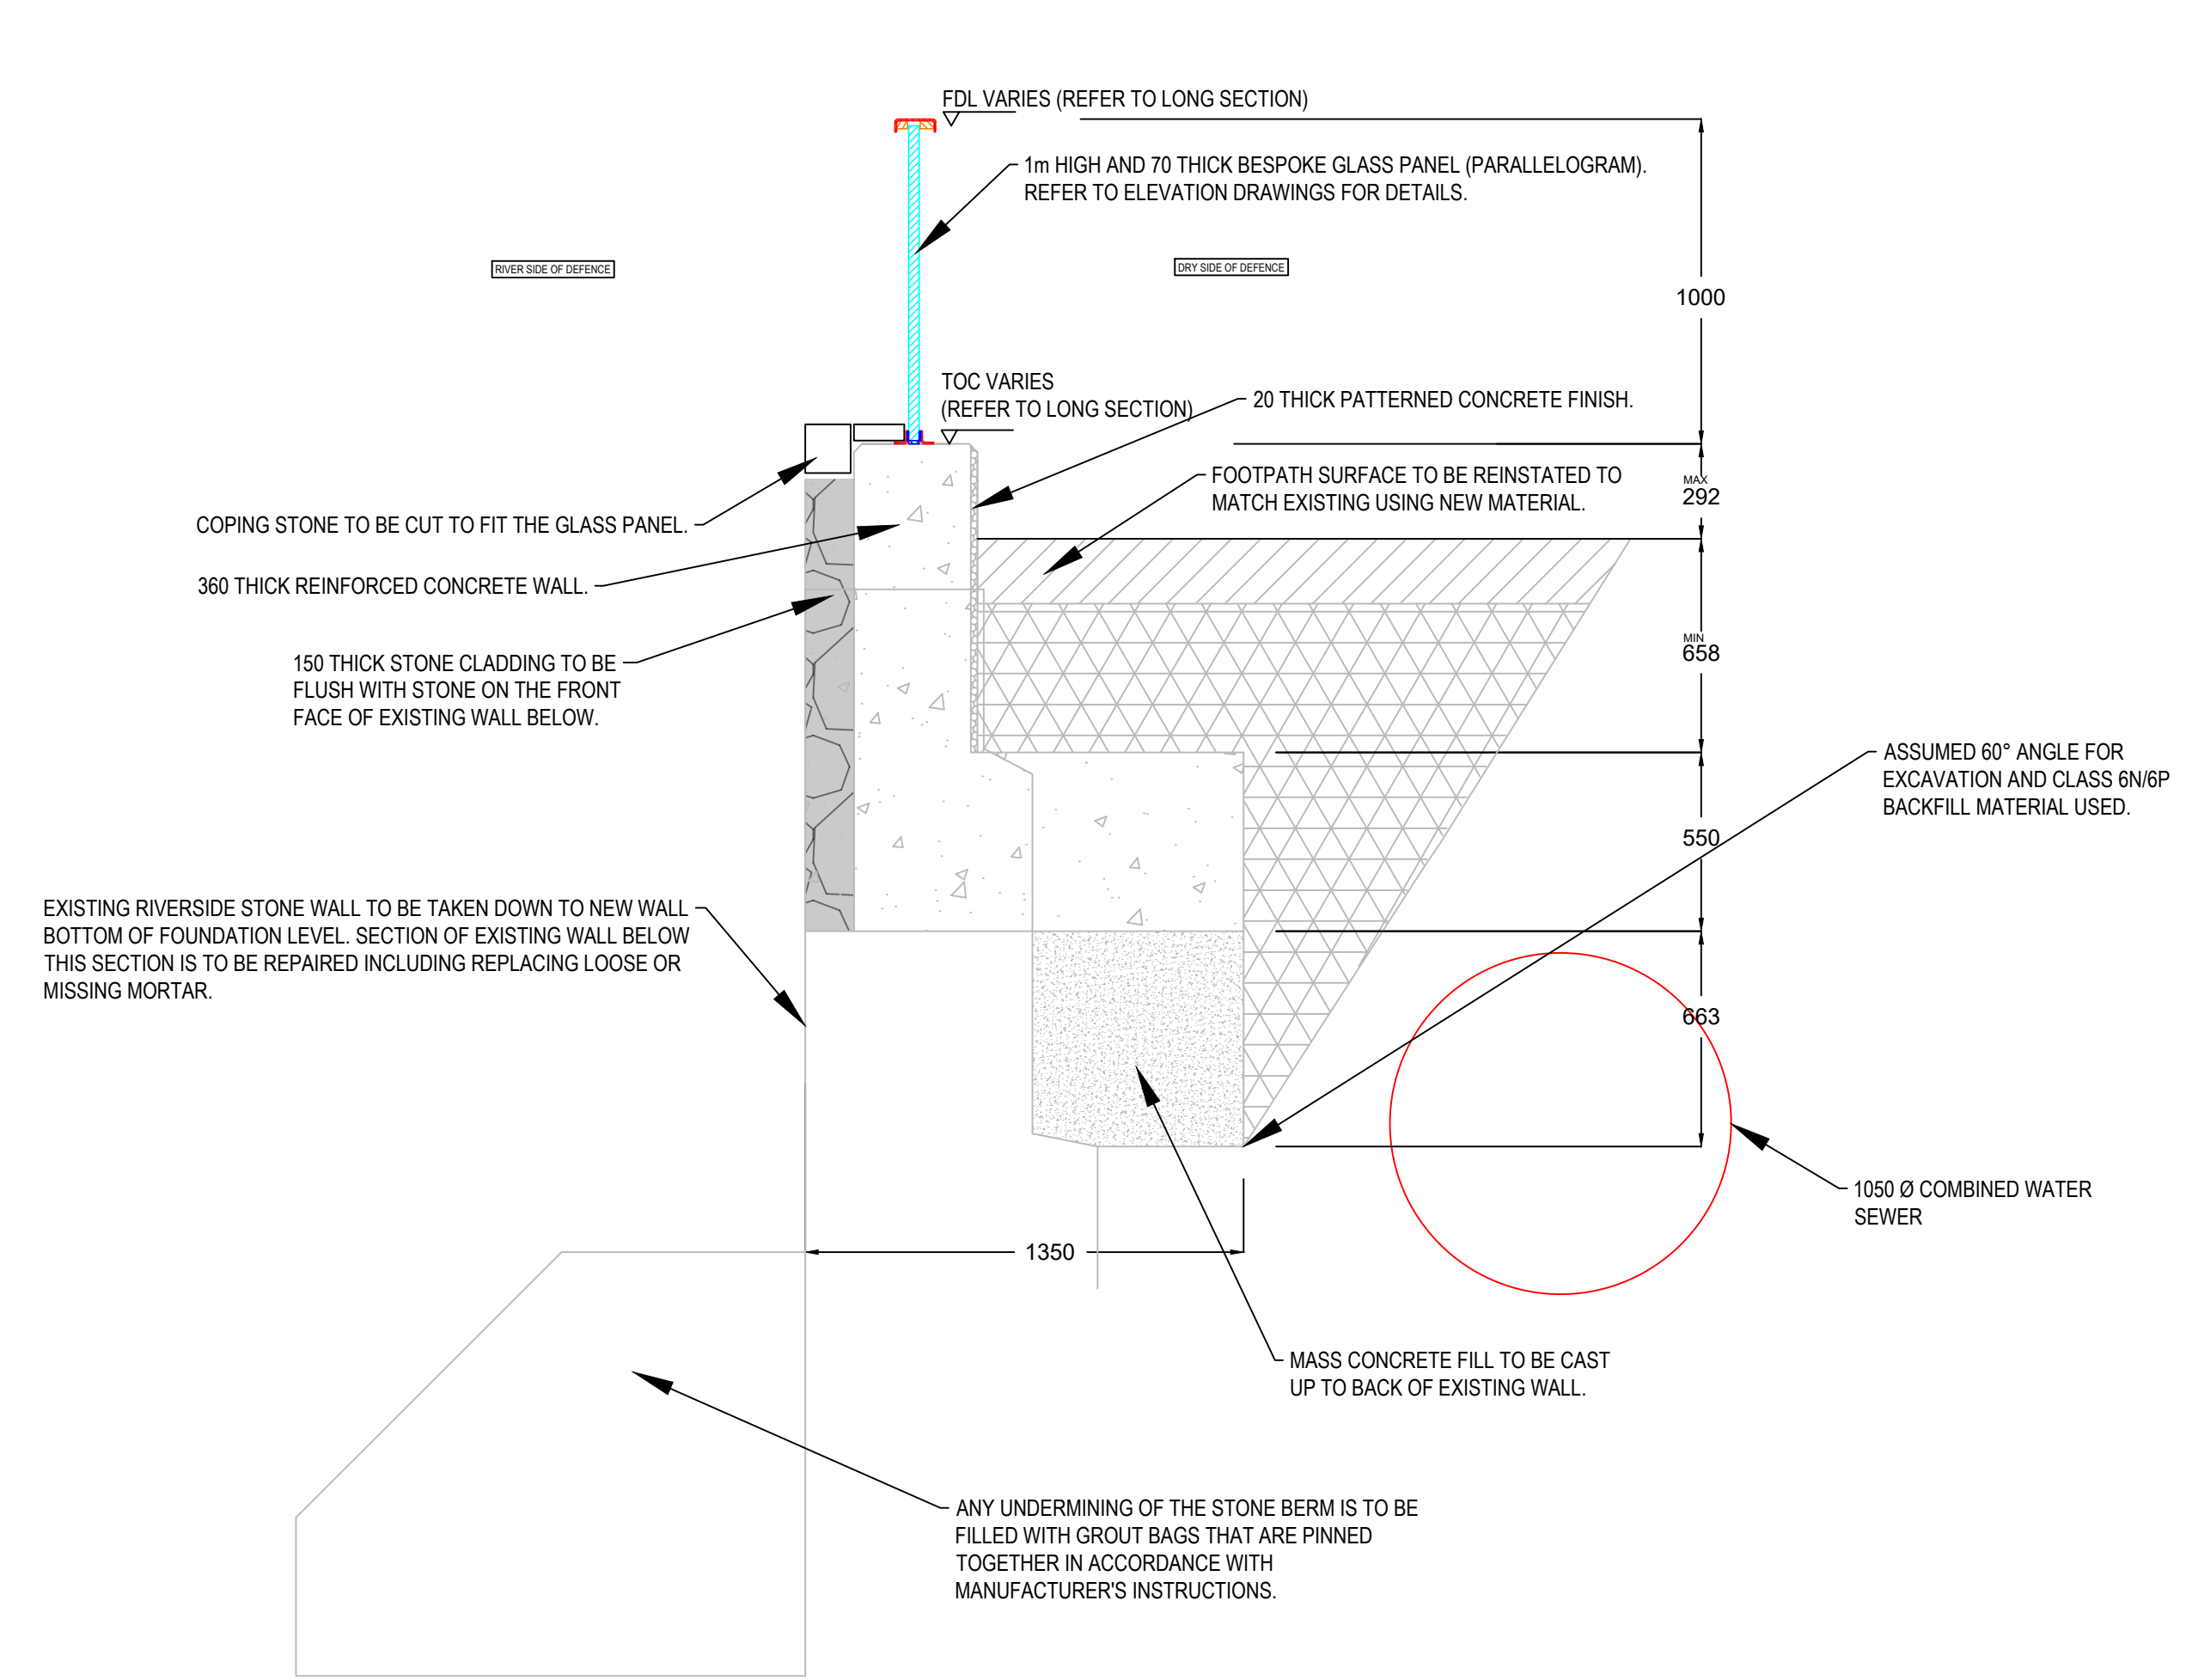 FDL VARIES (REFER TO LONG SECTION)
1m HIGH AND 70 THICK BESPOKE GLASS PANEL (PARALLELOGRAM).
REFER TO ELEVATION DRAWINGS FOR DETAILS.
RIVER SIDE OF DEFENCE
DRY SIDE OF DEFENCE
1000
TOC VARIES
(REFER TO LONG SECTION)
20 THICK PATTERNED CONCRETE FINISH.
FOOTPATH SURFACE TO BE REINSTATED TO
MATCH EXISTING USING NEW MATERIAL.
MAX
292
COPING STONE TO BE CUT TO FIT THE GLASS PANEL.
360 THICK REINFORCED CONCRETE WALL.
150 THICK STONE CLADDING TO BE
FLUSH WITH STONE ON THE FRONT
FACE OF EXISTING WALL BELOW.
MIN
658
ASSUMED 60° ANGLE FOR
EXCAVATION AND CLASS 6N/6P
BACKFILL MATERIAL USED.
550
EXISTING RIVERSIDE STONE WALL TO BE TAKEN DOWN TO NEW WALL
BOTTOM OF FOUNDATION LEVEL. SECTION OF EXISTING WALL BELOW
THIS SECTION IS TO BE REPAIRED INCLUDING REPLACING LOOSE OR
MISSING MORTAR.
663
1050 Ø COMBINED WATER
SEWER
1350
MASS CONCRETE FILL TO BE CAST
UP TO BACK OF EXISTING WALL.
ANY UNDERMINING OF THE STONE BERM IS TO BE
FILLED WITH GROUT BAGS THAT ARE PINNED
TOGETHER IN ACCORDANCE WITH
MANUFACTURER'S INSTRUCTIONS.